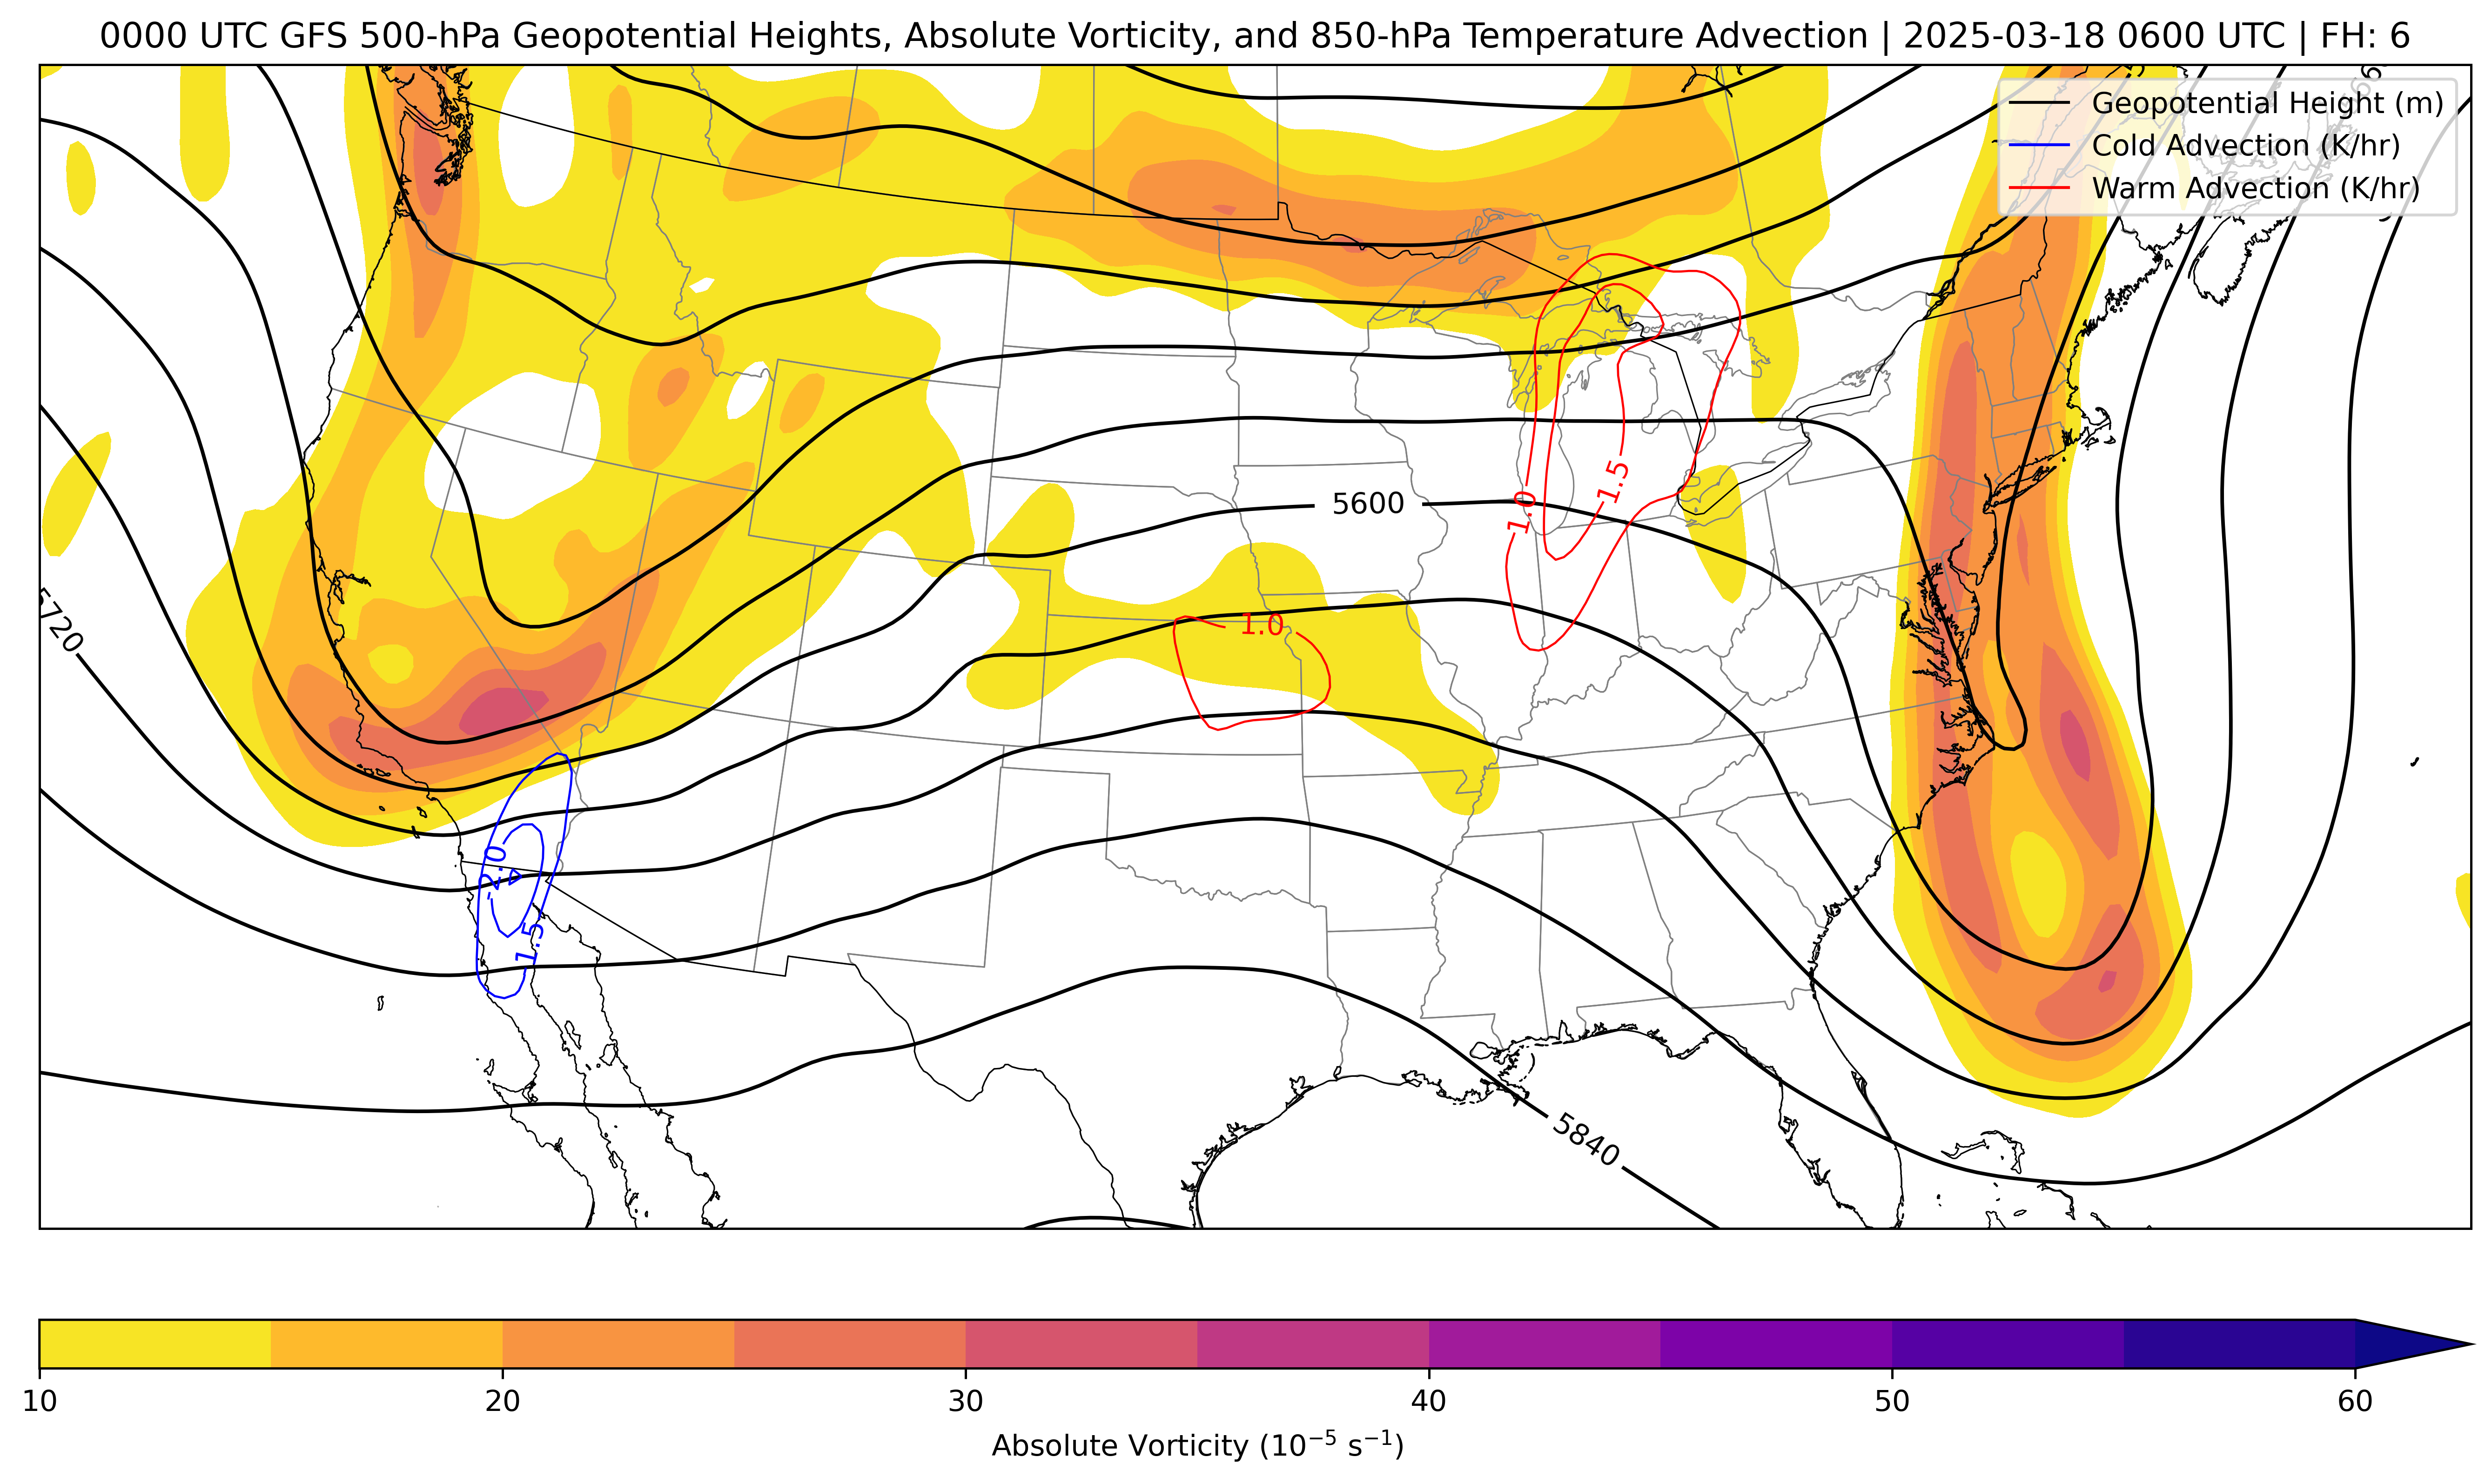 0000 UTC GFS 500-hPa Geopotential Heights, Absolute Vorticity, and 850-hPa Temperature Advection | 2025-03-18 0600 UTC | FH: 6
Geopotential Height (m)
Cold Advection (K/hr)
Warm Advection (K/hr)
5600
1.5
1.0
5720
1.0
-2.0
1.5
5840
10 20 30 40 50 60
Absolute Vorticity (10⁻⁵ s⁻¹)